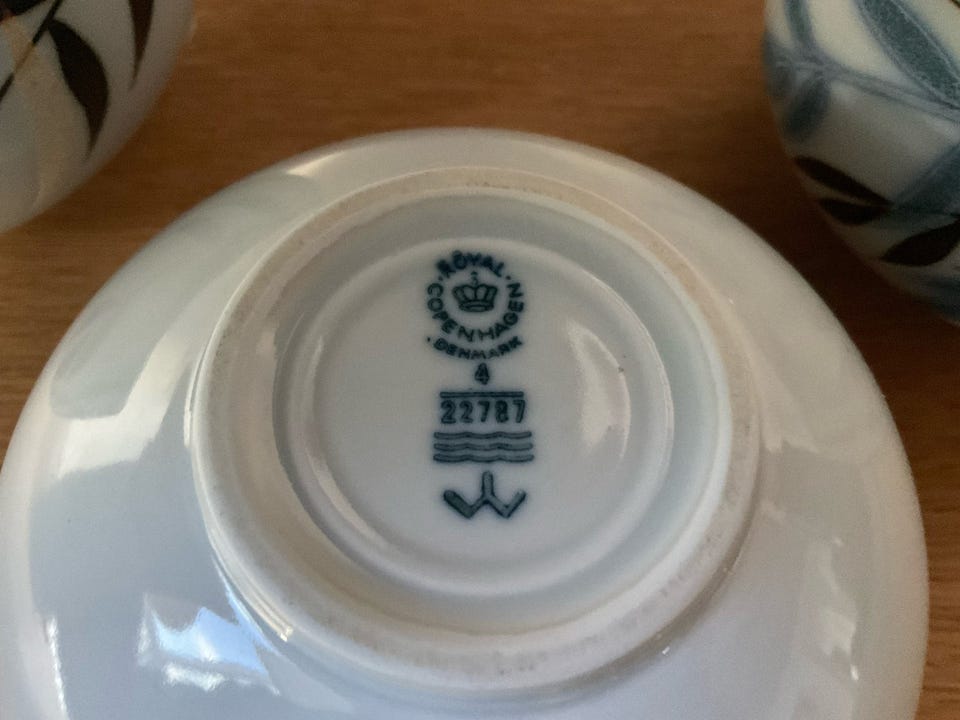 ROYAL
COPENHAGEN
DENMARK
4
22787